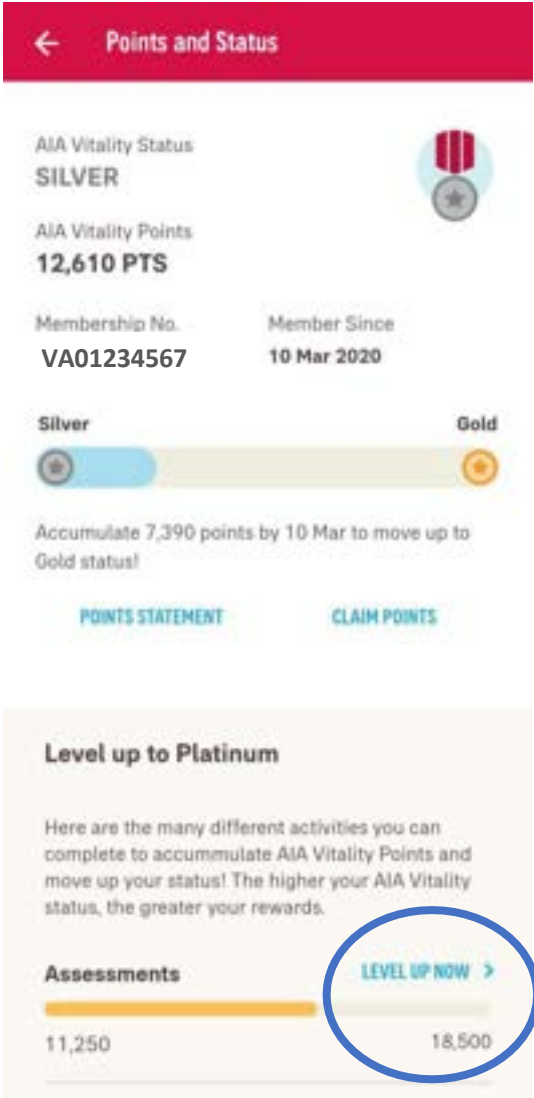 Points and Status
AIA Vitality Status
SILVER
AIA Vitality Points
12,610 PTS
Membership No. Member Since
VA01234567 10 Mar 2020
Silver Gold
Accumulate 7,390 points by 10 Mar to move up to
Gold status!
POINTS STATEMENT CLAIM POINTS
Level up to Platinum
Here are the many different activities you can
complete to accummulate AIA Vitality Points and
move up your status! The higher your AIA Vitality
status, the greater your rewards.
Assessments LEVEL UP NOW >
11,250 18,500